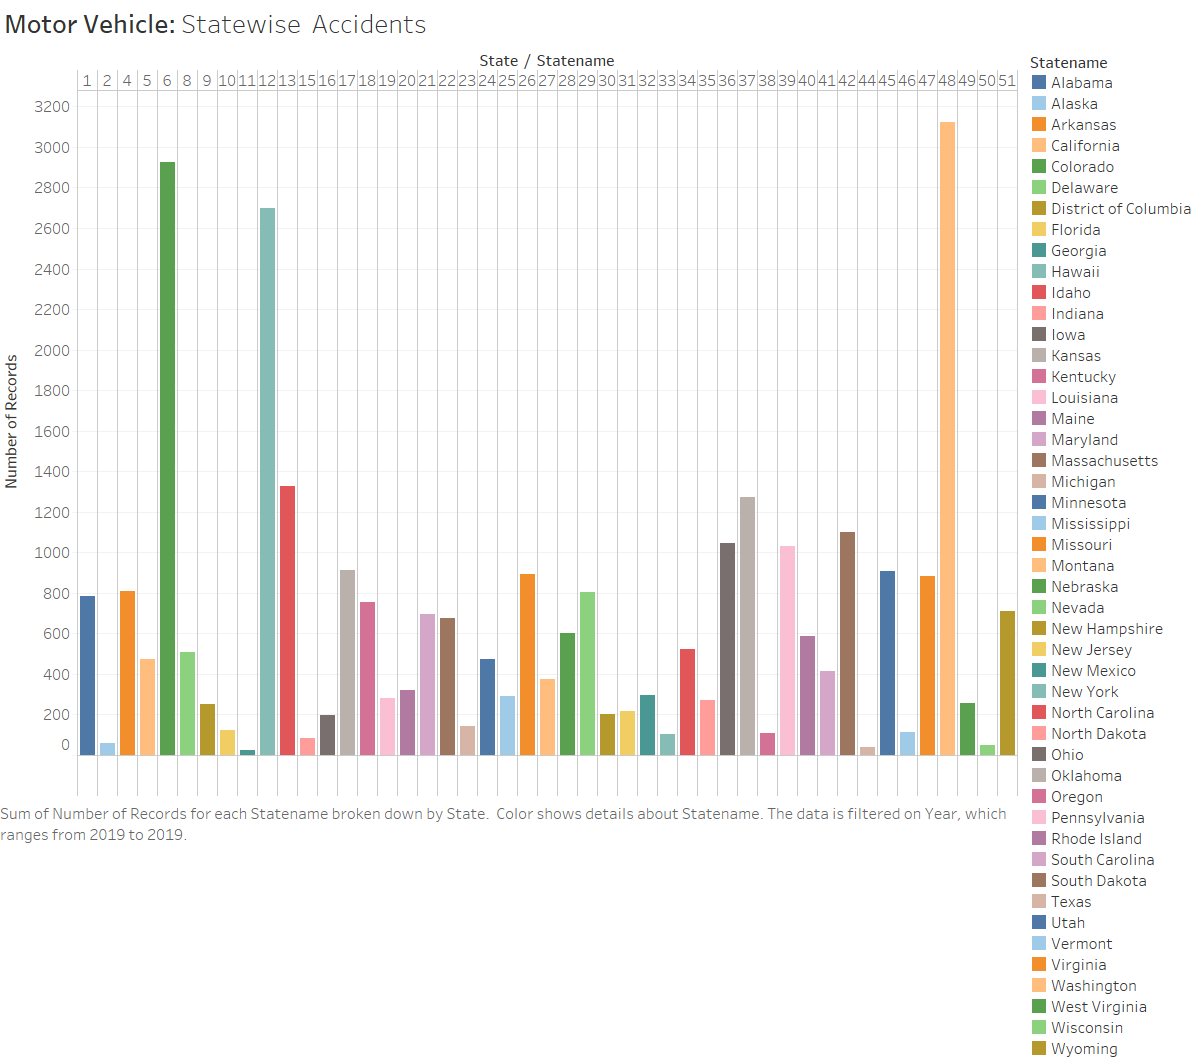 Motor Vehicle: Statewise Accidents
State / Statename
1 2 4 5 6 8 9 10 11 12 13 15 16 17 18 19 20 21 22 23 24 25 26 27 28 29 30 31 32 33 34 35 36 37 38 39 40 41 42 44 45 46 47 48 49 50 51
3200
3000
2800
2600
2400
2200
2000
1800
1600
1400
1200
1000
800
600
400
200
0
Number of Records
Sum of Number of Records for each Statename broken down by State. Color shows details about Statename. The data is filtered on Year, which
ranges from 2019 to 2019.
Statename
Alabama
Alaska
Arkansas
California
Colorado
Delaware
District of Columbia
Florida
Georgia
Hawaii
Idaho
Indiana
Iowa
Kansas
Kentucky
Louisiana
Maine
Maryland
Massachusetts
Michigan
Minnesota
Mississippi
Missouri
Montana
Nebraska
Nevada
New Hampshire
New Jersey
New Mexico
New York
North Carolina
North Dakota
Ohio
Oklahoma
Oregon
Pennsylvania
Rhode Island
South Carolina
South Dakota
Texas
Utah
Vermont
Virginia
Washington
West Virginia
Wisconsin
Wyoming